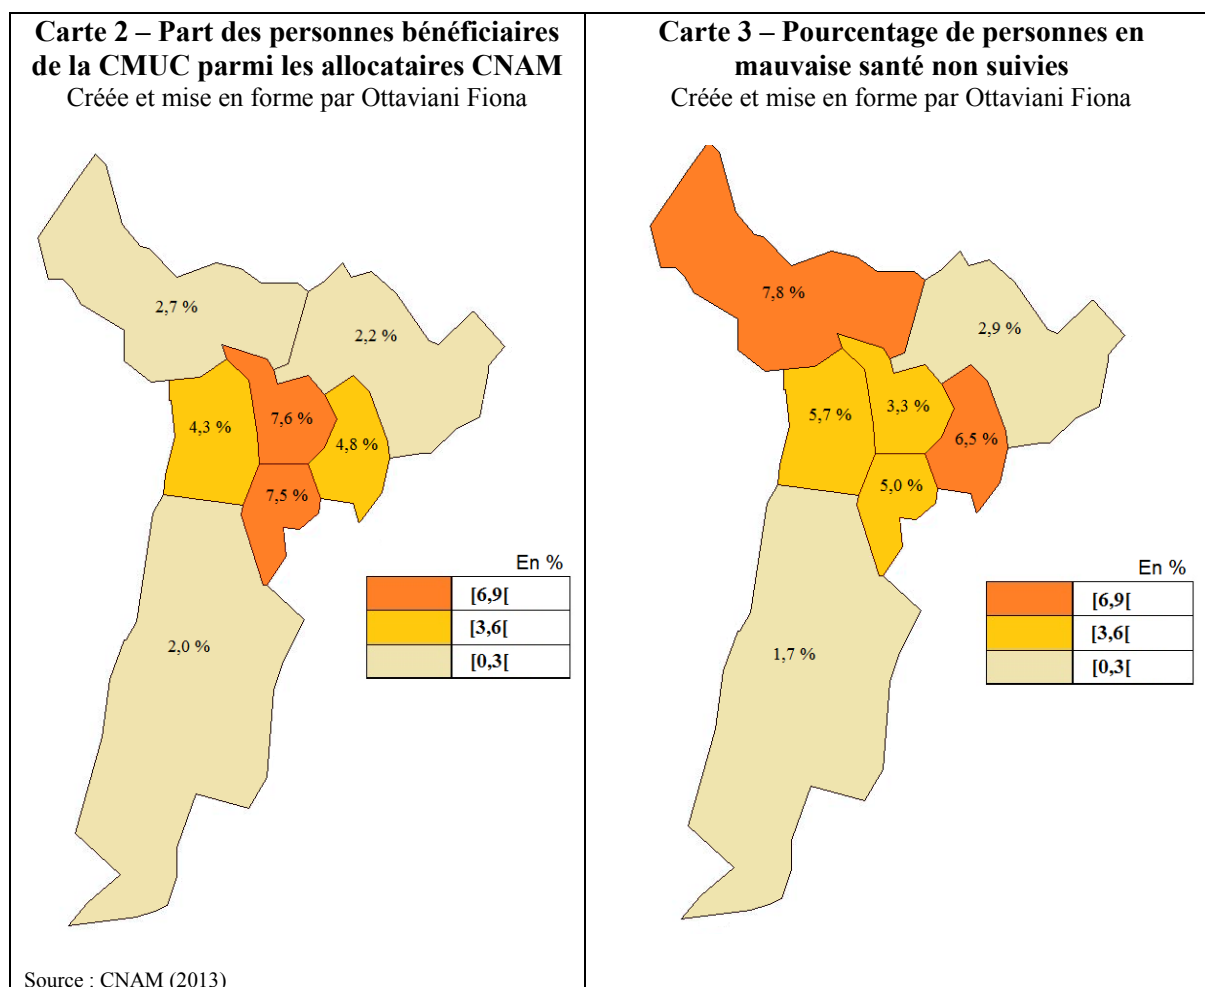 Carte 2 – Part des personnes bénéficiaires
de la CMUC parmi les allocataires CNAM
Créée et mise en forme par Ottaviani Fiona
2,7 %
2,2 %
7,6 %
4,3 %
4,8 %
7,5 %
2,0 %
En %
[6,9[
[3,6[
[0,3[
Source : CNAM (2013)
Carte 3 – Pourcentage de personnes en
mauvaise santé non suivies
Créée et mise en forme par Ottaviani Fiona
7,8 %
2,9 %
3,3 %
5,7 %
6,5 %
5,0 %
1,7 %
En %
[6,9[
[3,6[
[0,3[